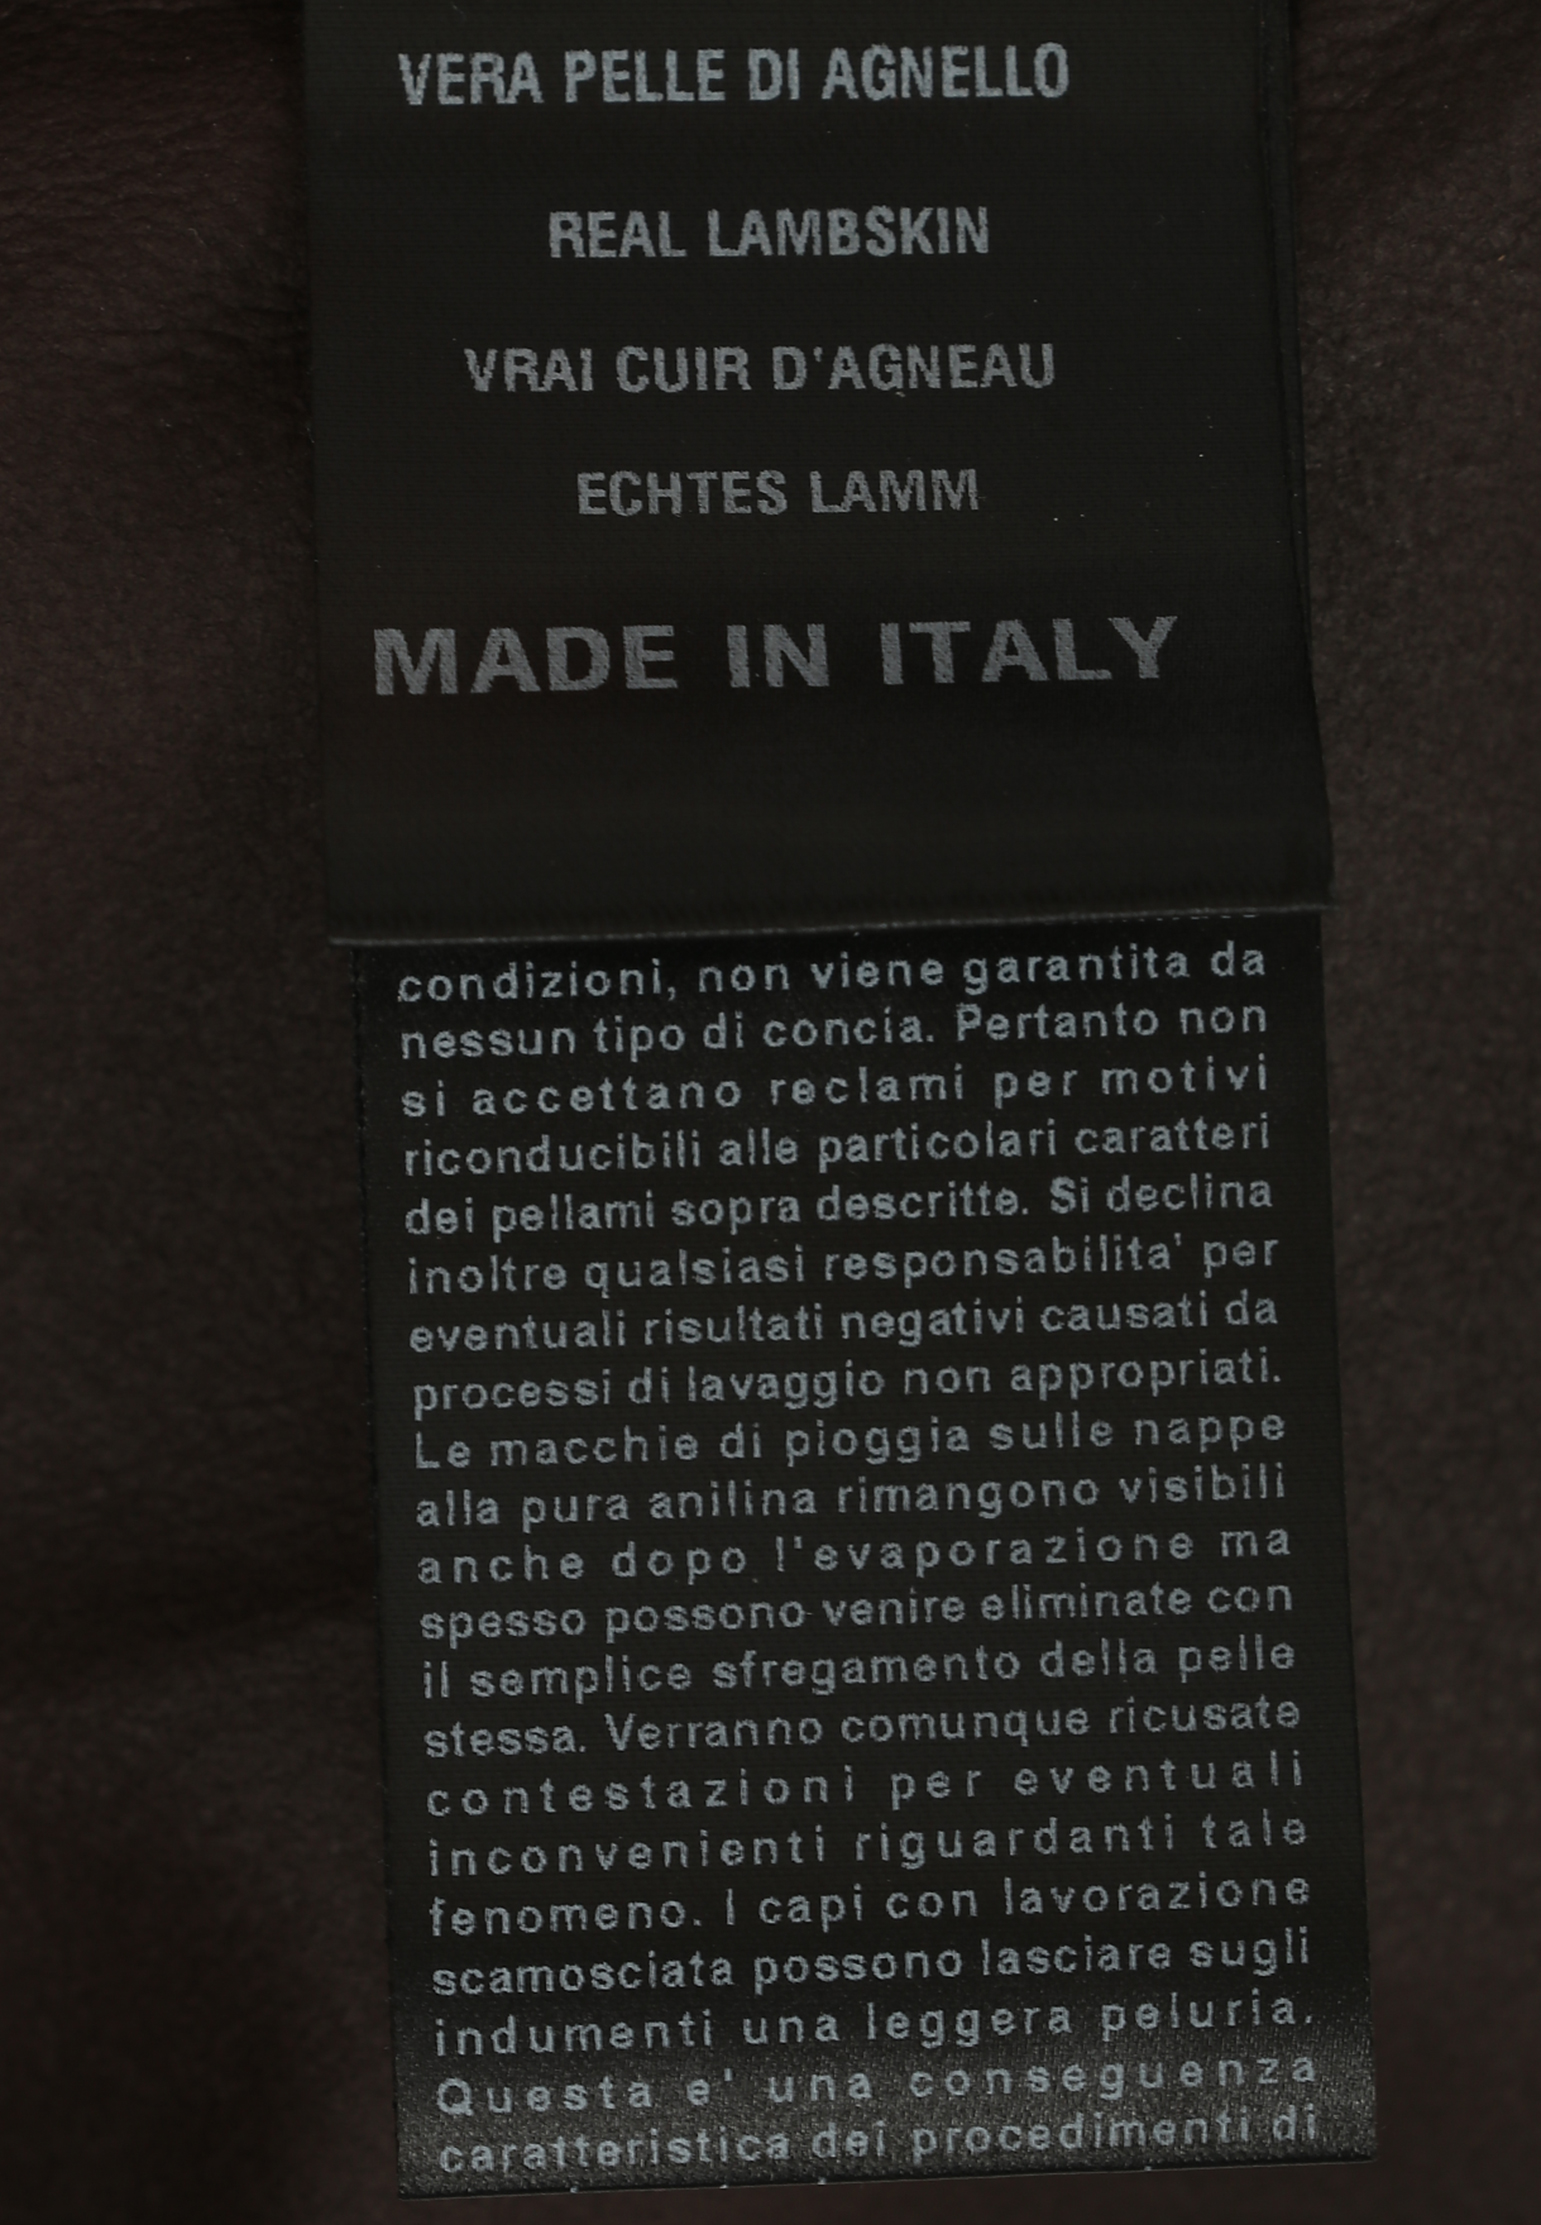 VERA PELLE DI AGNELLO
REAL LAMBSKIN
VRAI CUIR D'AGNEAU
ECHTES LAMM
MADE IN ITALY
condizioni, non viene garantita da
nessun tipo di concia. Pertanto non
si accettano reclami per motivi
riconducibili alle particolari caratteri
dei pellami sopra descritte. Si declina
inoltre qualsiasi responsabilita' per
eventuali risultati negativi causati da
processi di lavaggio non appropriati.
Le macchie di pioggia sulle nappe
alla pura anilina rimangono visibili
anche dopo l'evaporazione ma
spesso possono venire eliminate con
il semplice sfregamento della pelle
stessa. Verranno comunque ricusate
contestazioni per eventuali
inconvenienti riguardanti tale
fenomeno. I capi con lavorazione
scamosciata possono lasciare sugli
indumenti una leggera peluria.
Questa e' una conseguenza
caratteristica dei procedimenti di